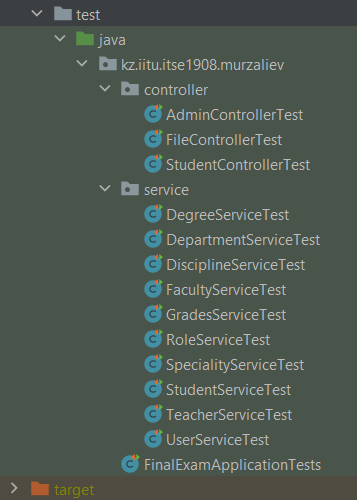 test
java
kz.iitu.itse1908.murzaliev
controller
AdminControllerTest
FileControllerTest
StudentControllerTest
service
DegreeServiceTest
DepartmentServiceTest
DisciplineServiceTest
FacultyServiceTest
GradesServiceTest
RoleServiceTest
SpecialityServiceTest
StudentServiceTest
TeacherServiceTest
UserServiceTest
FinalExamApplicationTests
target